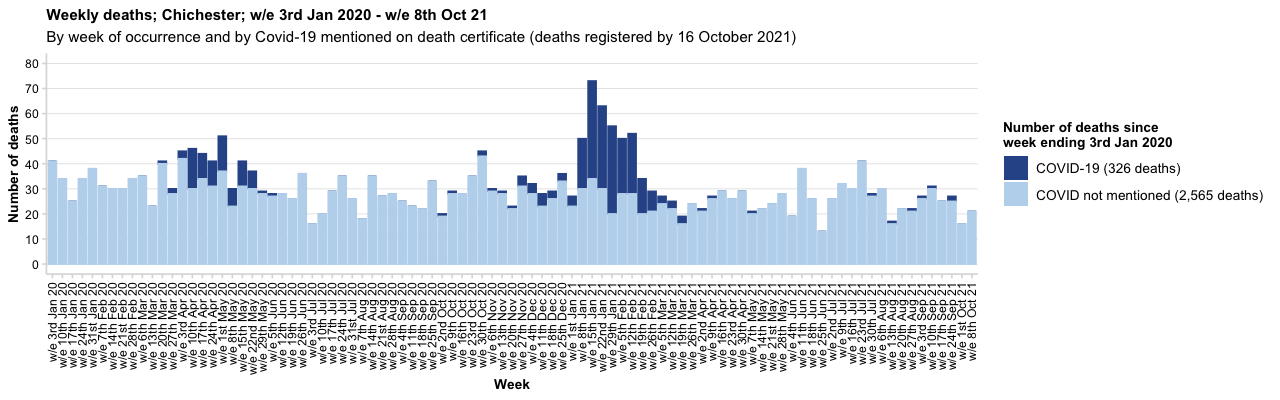 Weekly deaths; Chichester; w/e 3rd Jan 2020 - w/e 8th Oct 21
By week of occurrence and by Covid-19 mentioned on death certificate (deaths registered by 16 October 2021)
Number of deaths
80
70
60
50
40
30
20
10
0
w/e 3rd Jan 20
w/e 10th Jan 20
w/e 17th Jan 20
w/e 24th Jan 20
w/e 31st Jan 20
w/e 7th Feb 20
w/e 14th Feb 20
w/e 21st Feb 20
w/e 28th Feb 20
w/e 6th Mar 20
w/e 13th Mar 20
w/e 20th Mar 20
w/e 27th Mar 20
w/e 3rd Apr 20
w/e 10th Apr 20
w/e 17th Apr 20
w/e 24th Apr 20
w/e 1st May 20
w/e 8th May 20
w/e 15th May 20
w/e 22nd May 20
w/e 29th May 20
w/e 5th Jun 20
w/e 12th Jun 20
w/e 19th Jun 20
w/e 26th Jun 20
w/e 3rd Jul 20
w/e 10th Jul 20
w/e 17th Jul 20
w/e 24th Jul 20
w/e 31st Jul 20
w/e 7th Aug 20
w/e 14th Aug 20
w/e 21st Aug 20
w/e 28th Aug 20
w/e 4th Sep 20
w/e 11th Sep 20
w/e 18th Sep 20
w/e 25th Sep 20
w/e 2nd Oct 20
w/e 9th Oct 20
w/e 16th Oct 20
w/e 23rd Oct 20
w/e 30th Oct 20
w/e 6th Nov 20
w/e 13th Nov 20
w/e 20th Nov 20
w/e 27th Nov 20
w/e 4th Dec 20
w/e 11th Dec 20
w/e 18th Dec 20
w/e 25th Dec 20
w/e 1st Jan 21
w/e 8th Jan 21
w/e 15th Jan 21
w/e 22nd Jan 21
w/e 29th Jan 21
w/e 5th Feb 21
w/e 12th Feb 21
w/e 19th Feb 21
w/e 26th Feb 21
w/e 5th Mar 21
w/e 12th Mar 21
w/e 19th Mar 21
w/e 26th Mar 21
w/e 2nd Apr 21
w/e 9th Apr 21
w/e 16th Apr 21
w/e 23rd Apr 21
w/e 30th Apr 21
w/e 7th May 21
w/e 14th May 21
w/e 21st May 21
w/e 28th May 21
w/e 4th Jun 21
w/e 11th Jun 21
w/e 18th Jun 21
w/e 25th Jun 21
w/e 2nd Jul 21
w/e 9th Jul 21
w/e 16th Jul 21
w/e 23rd Jul 21
w/e 30th Jul 21
w/e 6th Aug 21
w/e 13th Aug 21
w/e 20th Aug 21
w/e 27th Aug 21
w/e 3rd Sep 21
w/e 10th Sep 21
w/e 17th Sep 21
w/e 24th Sep 21
w/e 1st Oct 21
w/e 8th Oct 21
Week
Number of deaths since
week ending 3rd Jan 2020
COVID-19 (326 deaths)
COVID not mentioned (2,565 deaths)